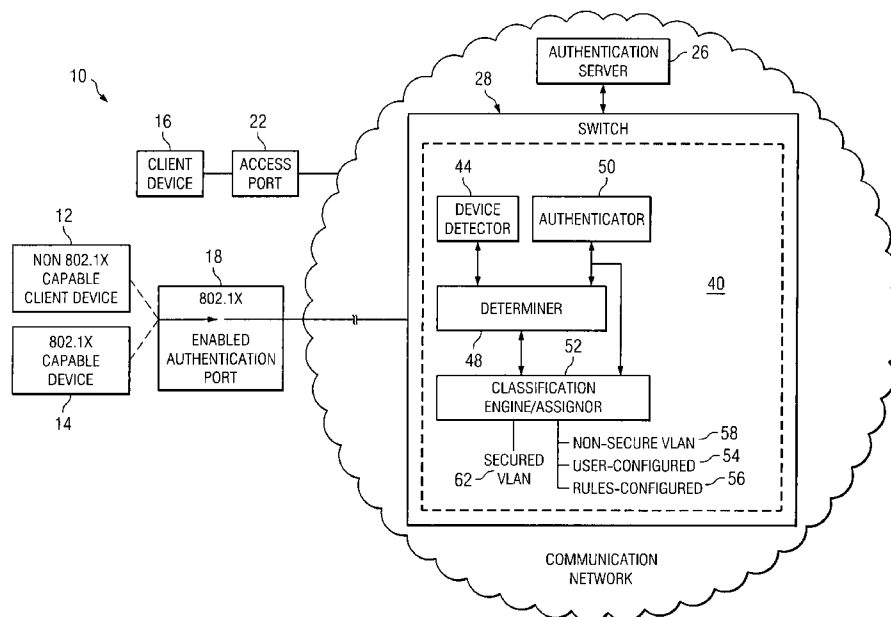 10
AUTHENTICATION
SERVER
26
28
SWITCH
16
22
CLIENT
DEVICE
ACCESS
PORT
44
50
DEVICE
DETECTOR
AUTHENTICATOR
12
NON 802.1X
CAPABLE
CLIENT DEVICE
18
802.1X
ENABLED
AUTHENTICATION
PORT
802.1X
CAPABLE
DEVICE
14
DETERMINER
40
48
52
CLASSIFICATION
ENGINE/ASSIGNOR
SECURED
VLAN
62
NON-SECURE VLAN
58
USER-CONFIGURED
54
RULES-CONFIGURED
56
COMMUNICATION
NETWORK